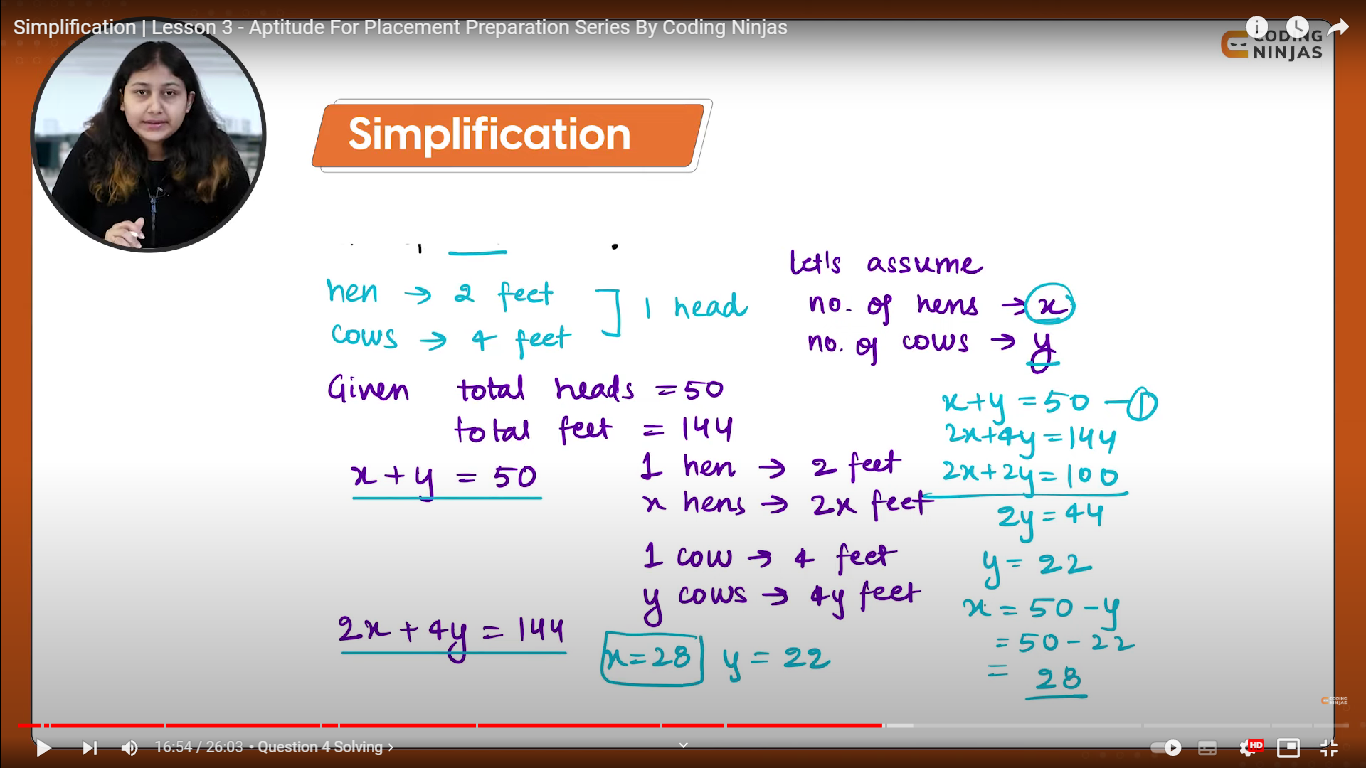 Simplification | Lesson 3 - Aptitude For Placement Preparation Series By Coding Ninjas
CODING
NINJAS
Simplification
hen → 2 feet
cows → 4 feet
] 1 head
Let's assume
no. of hens → x
no. of cows → y
Given total heads = 50
total feet = 144
x + y = 50
1 hen → 2 feet
x hens → 2x feet
1 cow → 4 feet
y cows → 4y feet
2x + 4y = 144
x = 28 y = 22
x + y = 50 — ①
2x + 4y = 144
2x + 2y = 100
2y = 44
y = 22
x = 50 - y
= 50 - 22
= 28
CODING
NINJAS
16:54 / 26:03 • Question 4 Solving ›
HD